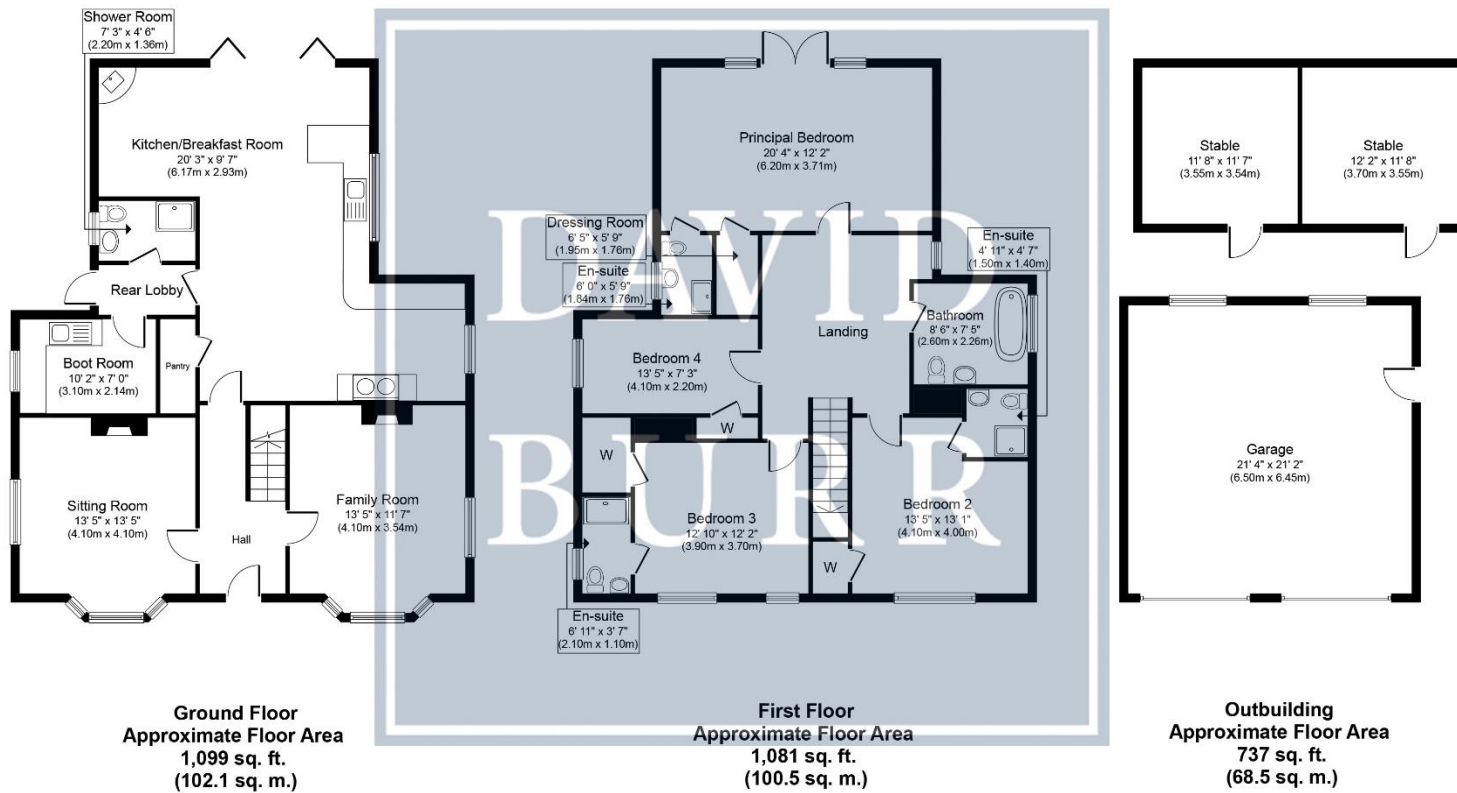 Shower Room
7' 3" x 4' 6"
(2.20m x 1.36m)
Kitchen/Breakfast Room
20' 3" x 9' 7"
(6.17m x 2.93m)
Rear Lobby
Boot Room
10' 2" x 7' 0"
(3.10m x 2.14m)
Pantry
Sitting Room
13' 5" x 13' 5"
(4.10m x 4.10m)
Hall
Family Room
13' 5" x 11' 7"
(4.10m x 3.54m)
Ground Floor
Approximate Floor Area
1,099 sq. ft.
(102.1 sq. m.)
DAVID
BURR
Principal Bedroom
20' 4" x 12' 2"
(6.20m x 3.71m)
Dressing Room
6' 5" x 5' 9"
(1.95m x 1.76m)
En-suite
6' 0" x 5' 9"
(1.84m x 1.76m)
En-suite
4' 11" x 4' 7"
(1.50m x 1.40m)
Landing
Bathroom
8' 6" x 7' 5"
(2.60m x 2.26m)
Bedroom 4
13' 5" x 7' 3"
(4.10m x 2.20m)
W
W
Bedroom 3
12' 10" x 12' 2"
(3.90m x 3.70m)
Bedroom 2
13' 5" x 13' 1"
(4.10m x 4.00m)
W
En-suite
6' 11" x 3' 7"
(2.10m x 1.10m)
First Floor
Approximate Floor Area
1,081 sq. ft.
(100.5 sq. m.)
Stable
11' 8" x 11' 7"
(3.55m x 3.54m)
Stable
12' 2" x 11' 8"
(3.70m x 3.55m)
Garage
21' 4" x 21' 2"
(6.50m x 6.45m)
Outbuilding
Approximate Floor Area
737 sq. ft.
(68.5 sq. m.)